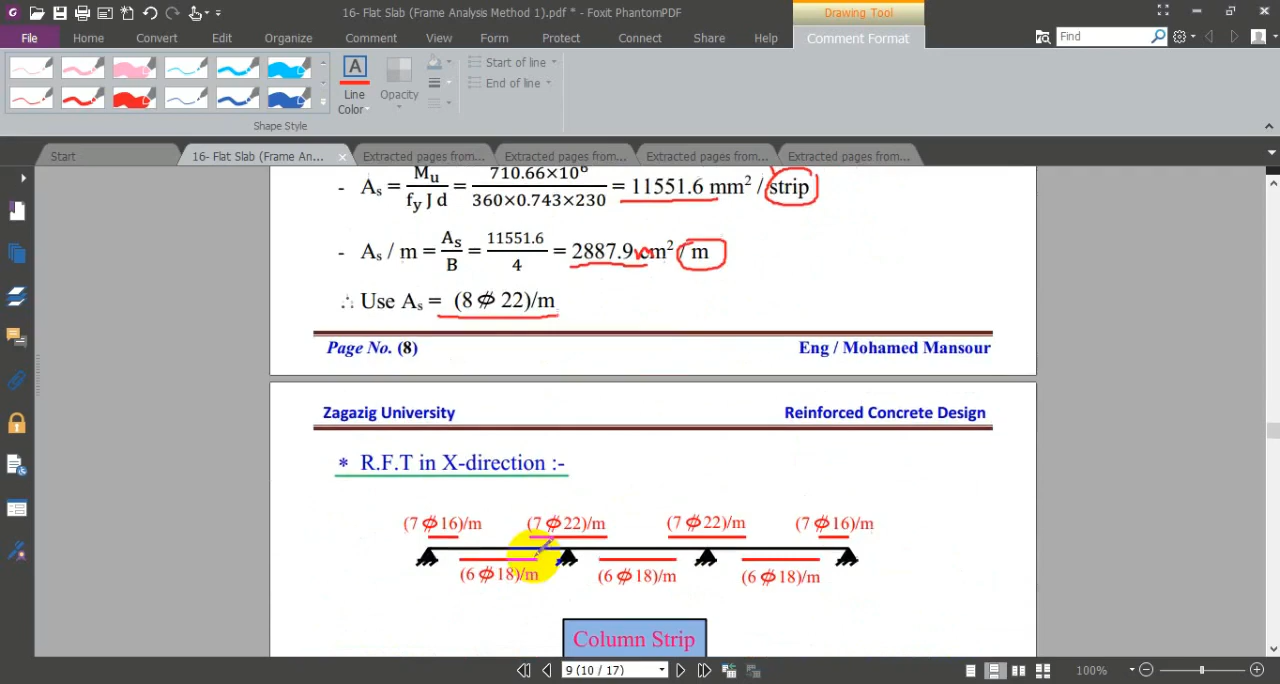 16- Flat Slab (Frame Analysis Method 1).pdf * - Foxit PhantomPDF
Drawing Tool
File Home Convert Edit Organize Comment View Form Protect Connect Share Help Comment Format
Find
Line Color
Opacity
Start of line
End of line
Shape Style
Start
16- Flat Slab (Frame An...
Extracted pages from...
Extracted pages from...
Extracted pages from...
Extracted pages from...
- As = Mu / fy J d = 710.66×10⁶ / 360×0.743×230 = 11551.6 mm² / strip
- As / m = As / B = 11551.6 / 4 = 2887.9 cm² / m
∴ Use As = (8 ϕ 22)/m
Page No. (8) Eng / Mohamed Mansour
Zagazig University Reinforced Concrete Design
* R.F.T in X-direction :-
(7 ϕ 16)/m (7 ϕ 22)/m (7 ϕ 22)/m (7 ϕ 16)/m
(6 ϕ 18)/m (6 ϕ 18)/m (6 ϕ 18)/m
Column Strip
9 (10 / 17)
100%